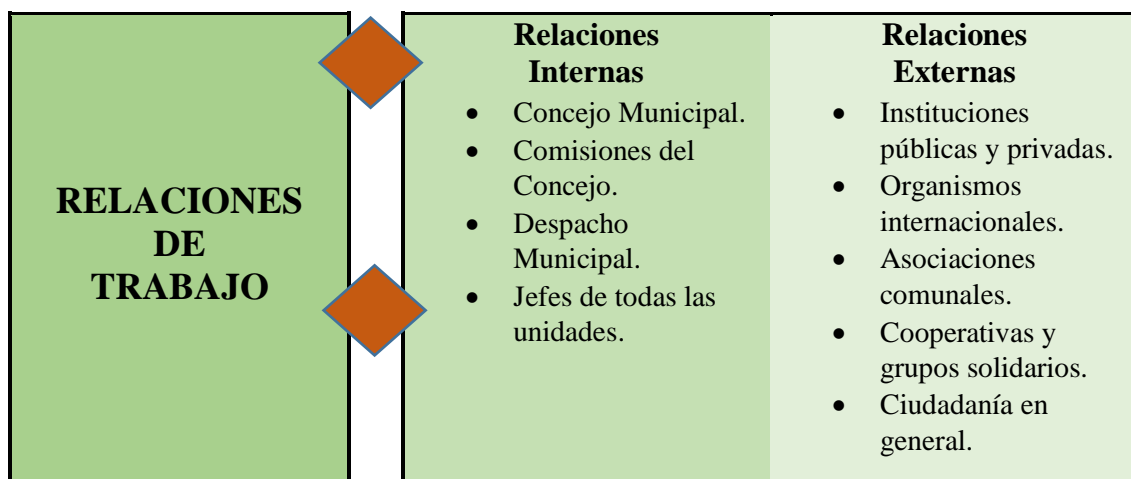 RELACIONES
DE
TRABAJO
Relaciones
Internas
• Concejo Municipal.
• Comisiones del
Concejo.
• Despacho
Municipal.
• Jefes de todas las
unidades.
Relaciones
Externas
• Instituciones
públicas y privadas.
• Organismos
internacionales.
• Asociaciones
comunales.
• Cooperativas y
grupos solidarios.
• Ciudadanía en
general.